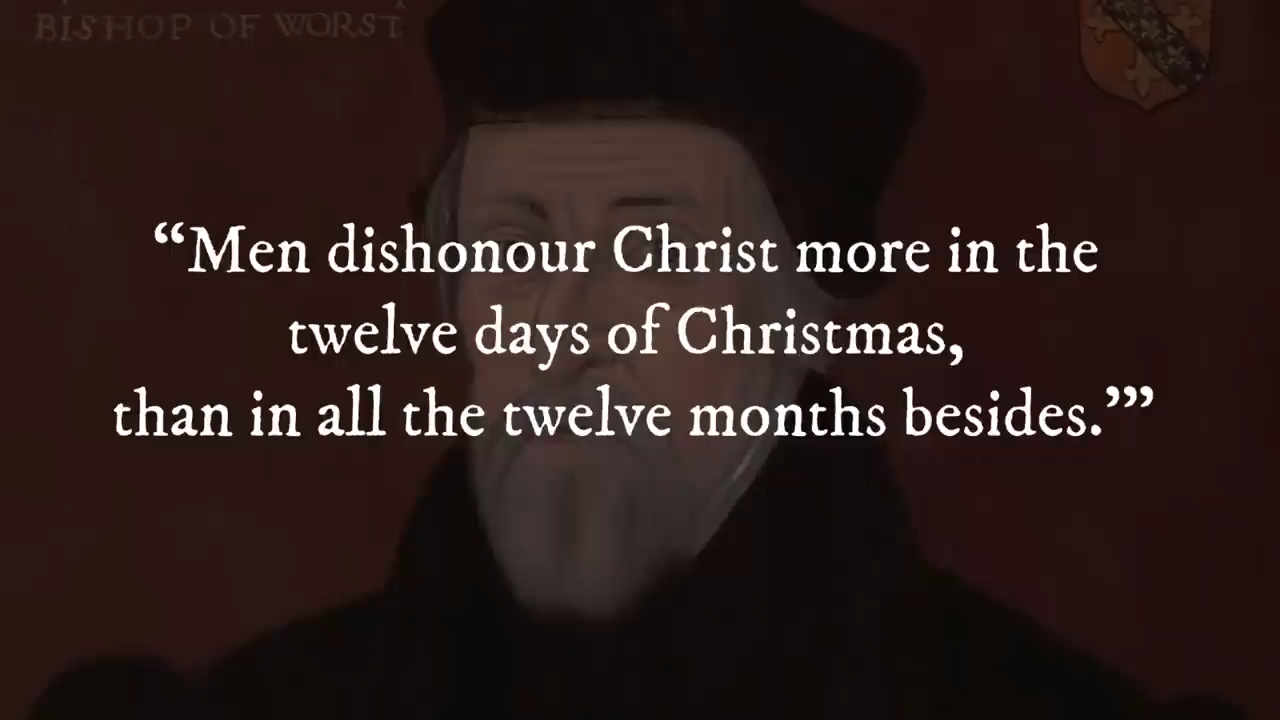 BISHOP OF WORST
“Men dishonour Christ more in the
twelve days of Christmas,
than in all the twelve months besides.’”